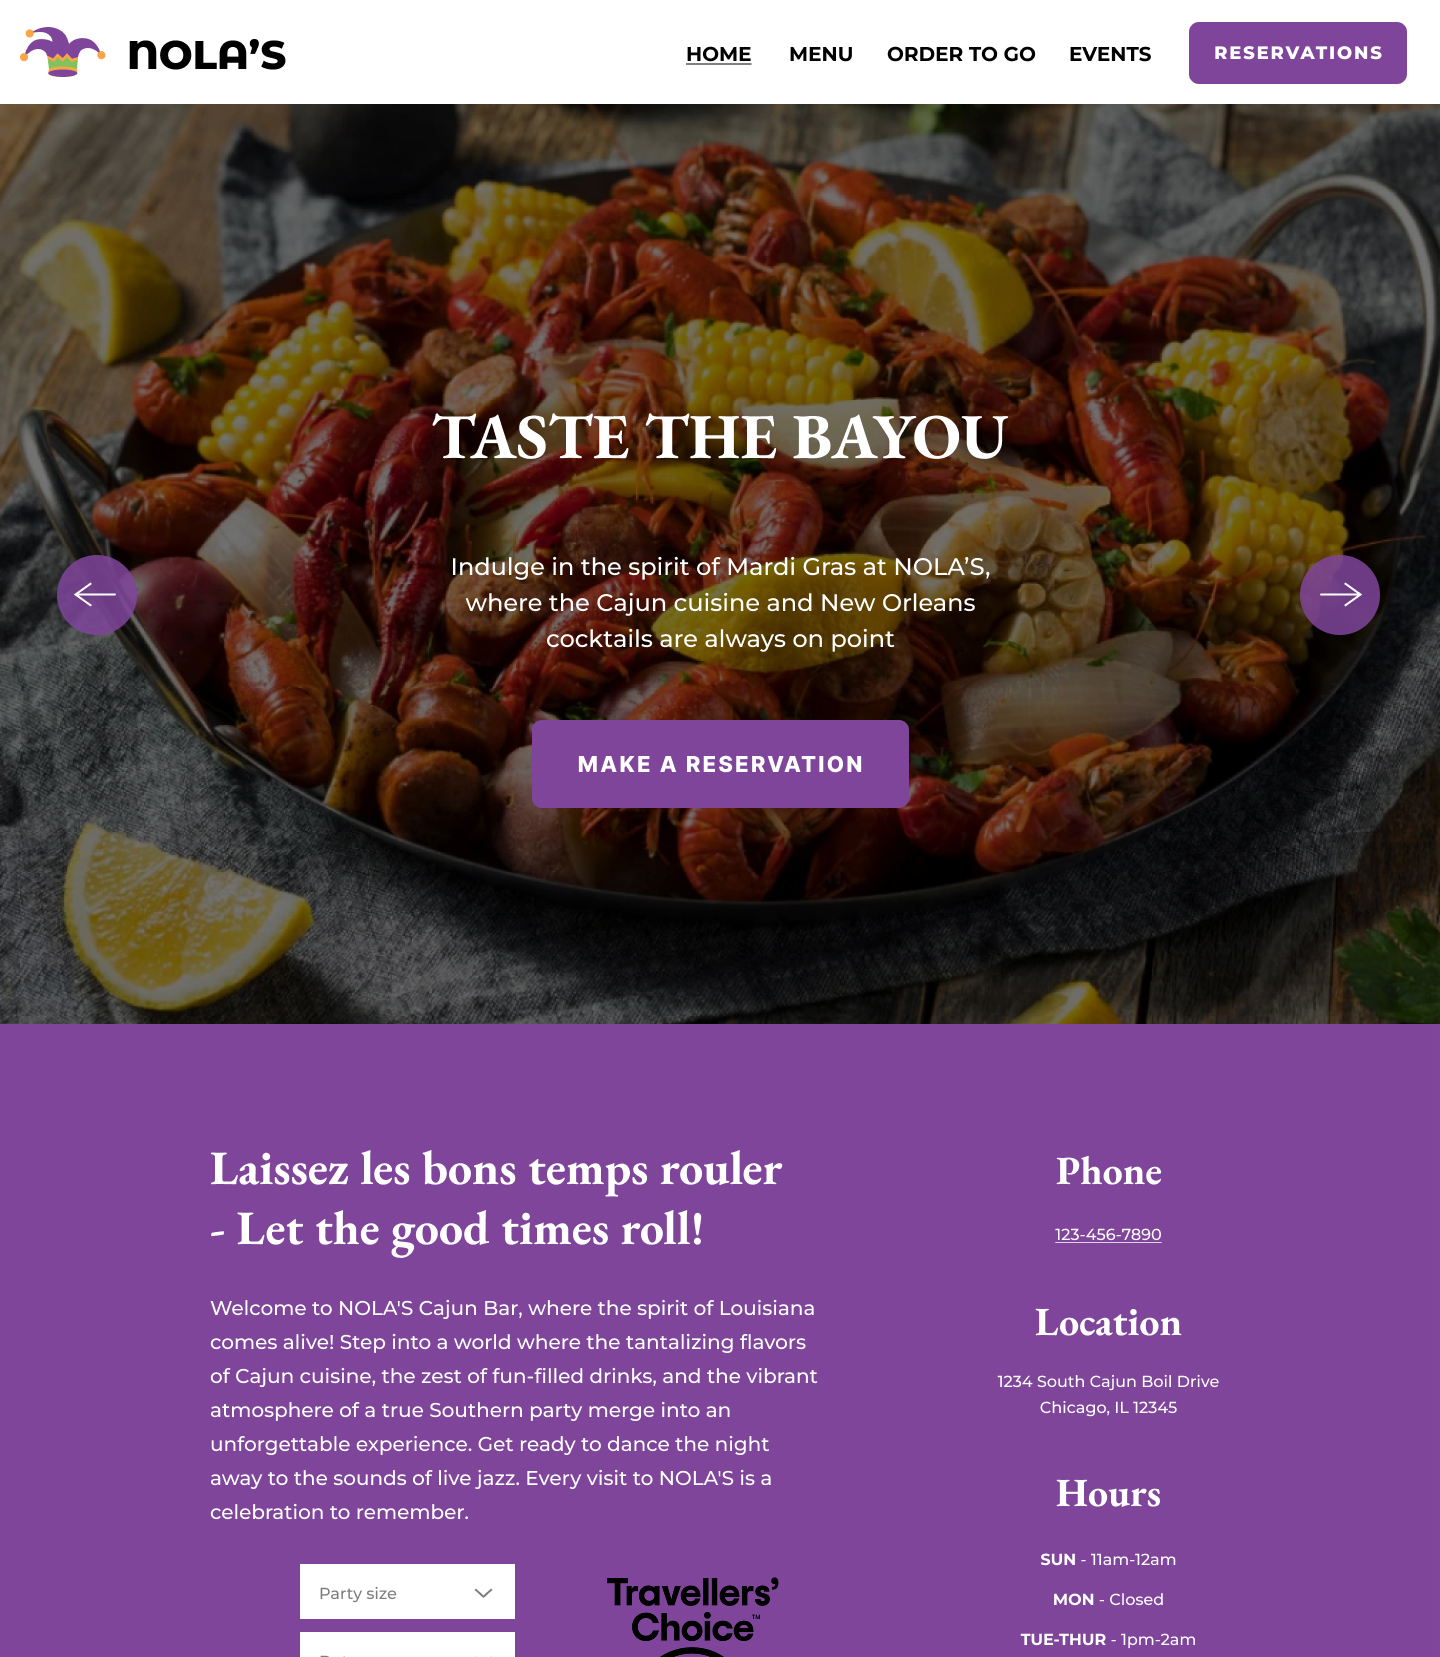 NOLA’S
HOME
MENU
ORDER TO GO
EVENTS
RESERVATIONS
TASTE THE BAYOU
Indulge in the spirit of Mardi Gras at NOLA’S,
where the Cajun cuisine and New Orleans
cocktails are always on point
MAKE A RESERVATION
Laissez les bons temps rouler
- Let the good times roll!
Welcome to NOLA'S Cajun Bar, where the spirit of Louisiana
comes alive! Step into a world where the tantalizing flavors
of Cajun cuisine, the zest of fun-filled drinks, and the vibrant
atmosphere of a true Southern party merge into an
unforgettable experience. Get ready to dance the night
away to the sounds of live jazz. Every visit to NOLA'S is a
celebration to remember.
Party size
Travellers’
Choice™
Phone
123-456-7890
Location
1234 South Cajun Boil Drive
Chicago, IL 12345
Hours
SUN - 11am-12am
MON - Closed
TUE-THUR - 1pm-2am